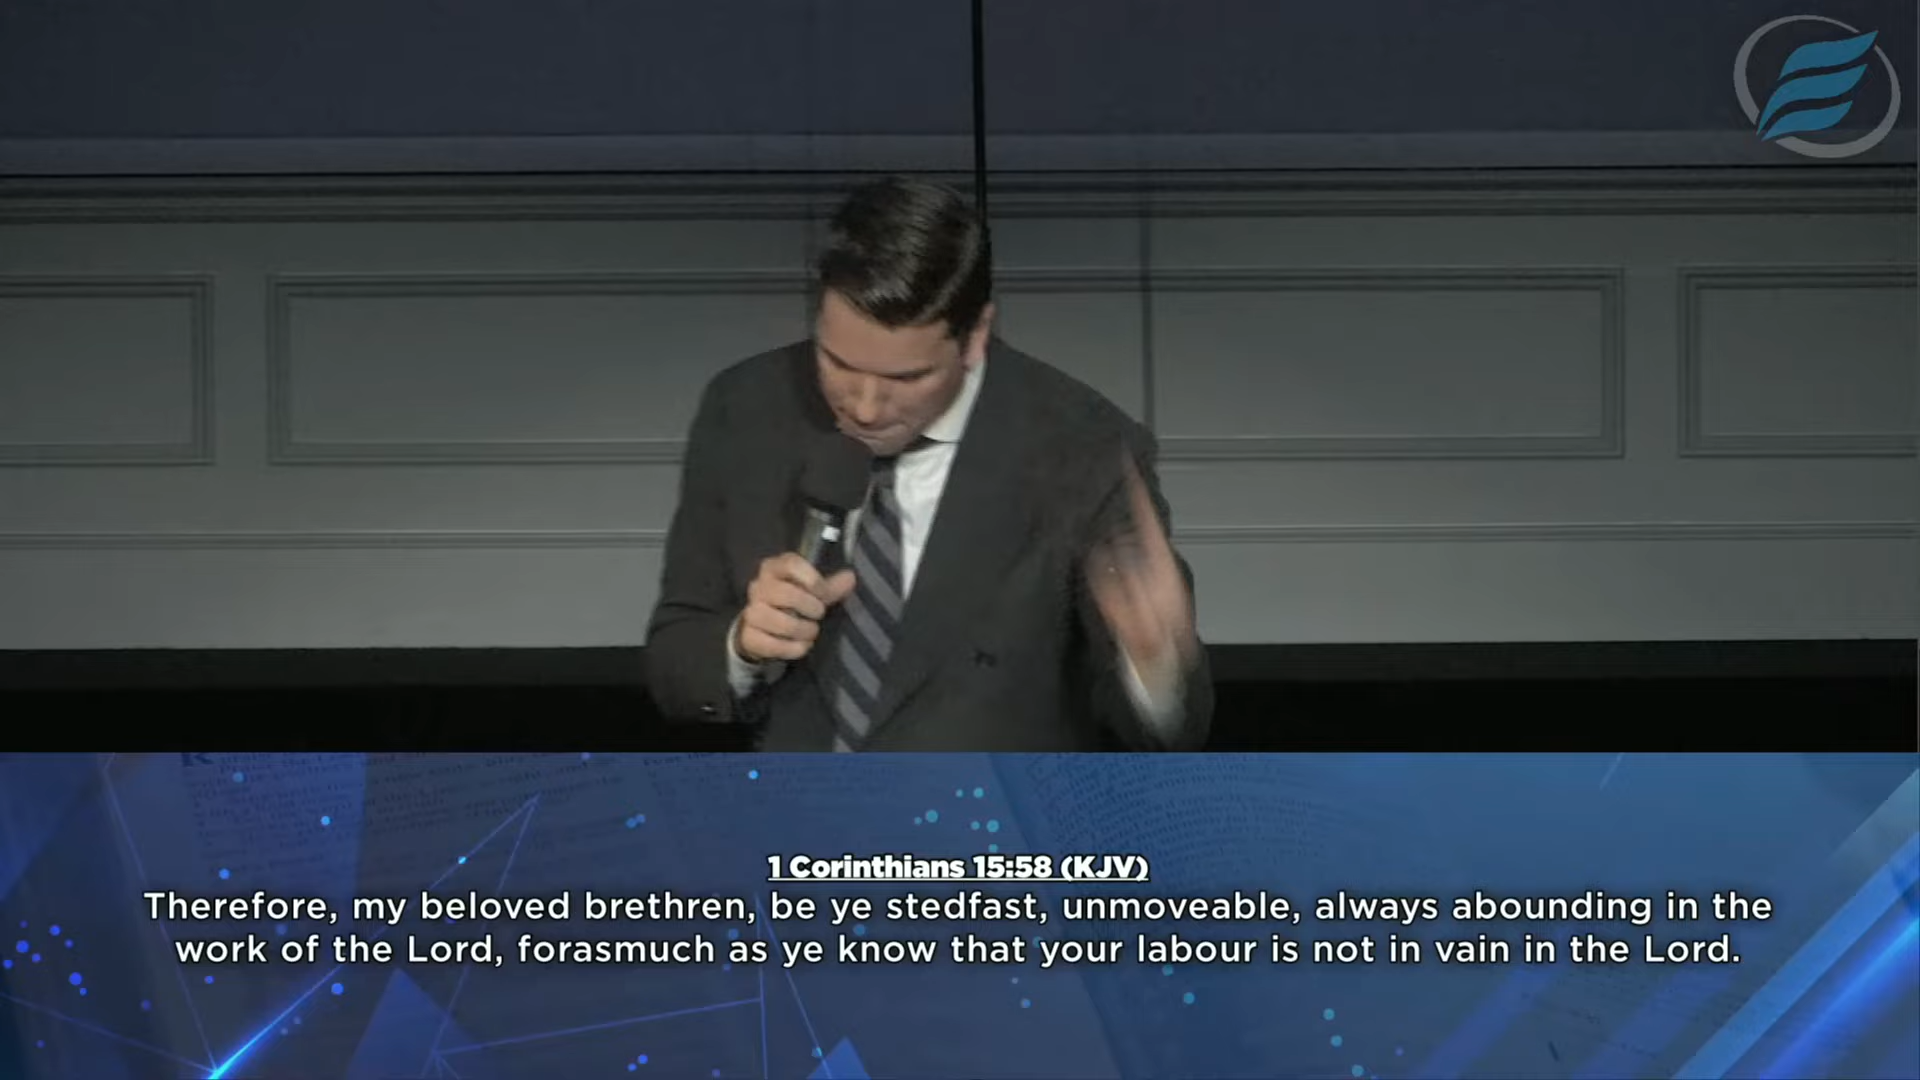 1 Corinthians 15:58 (KJV)
Therefore, my beloved brethren, be ye stedfast, unmoveable, always abounding in the
work of the Lord, forasmuch as ye know that your labour is not in vain in the Lord.